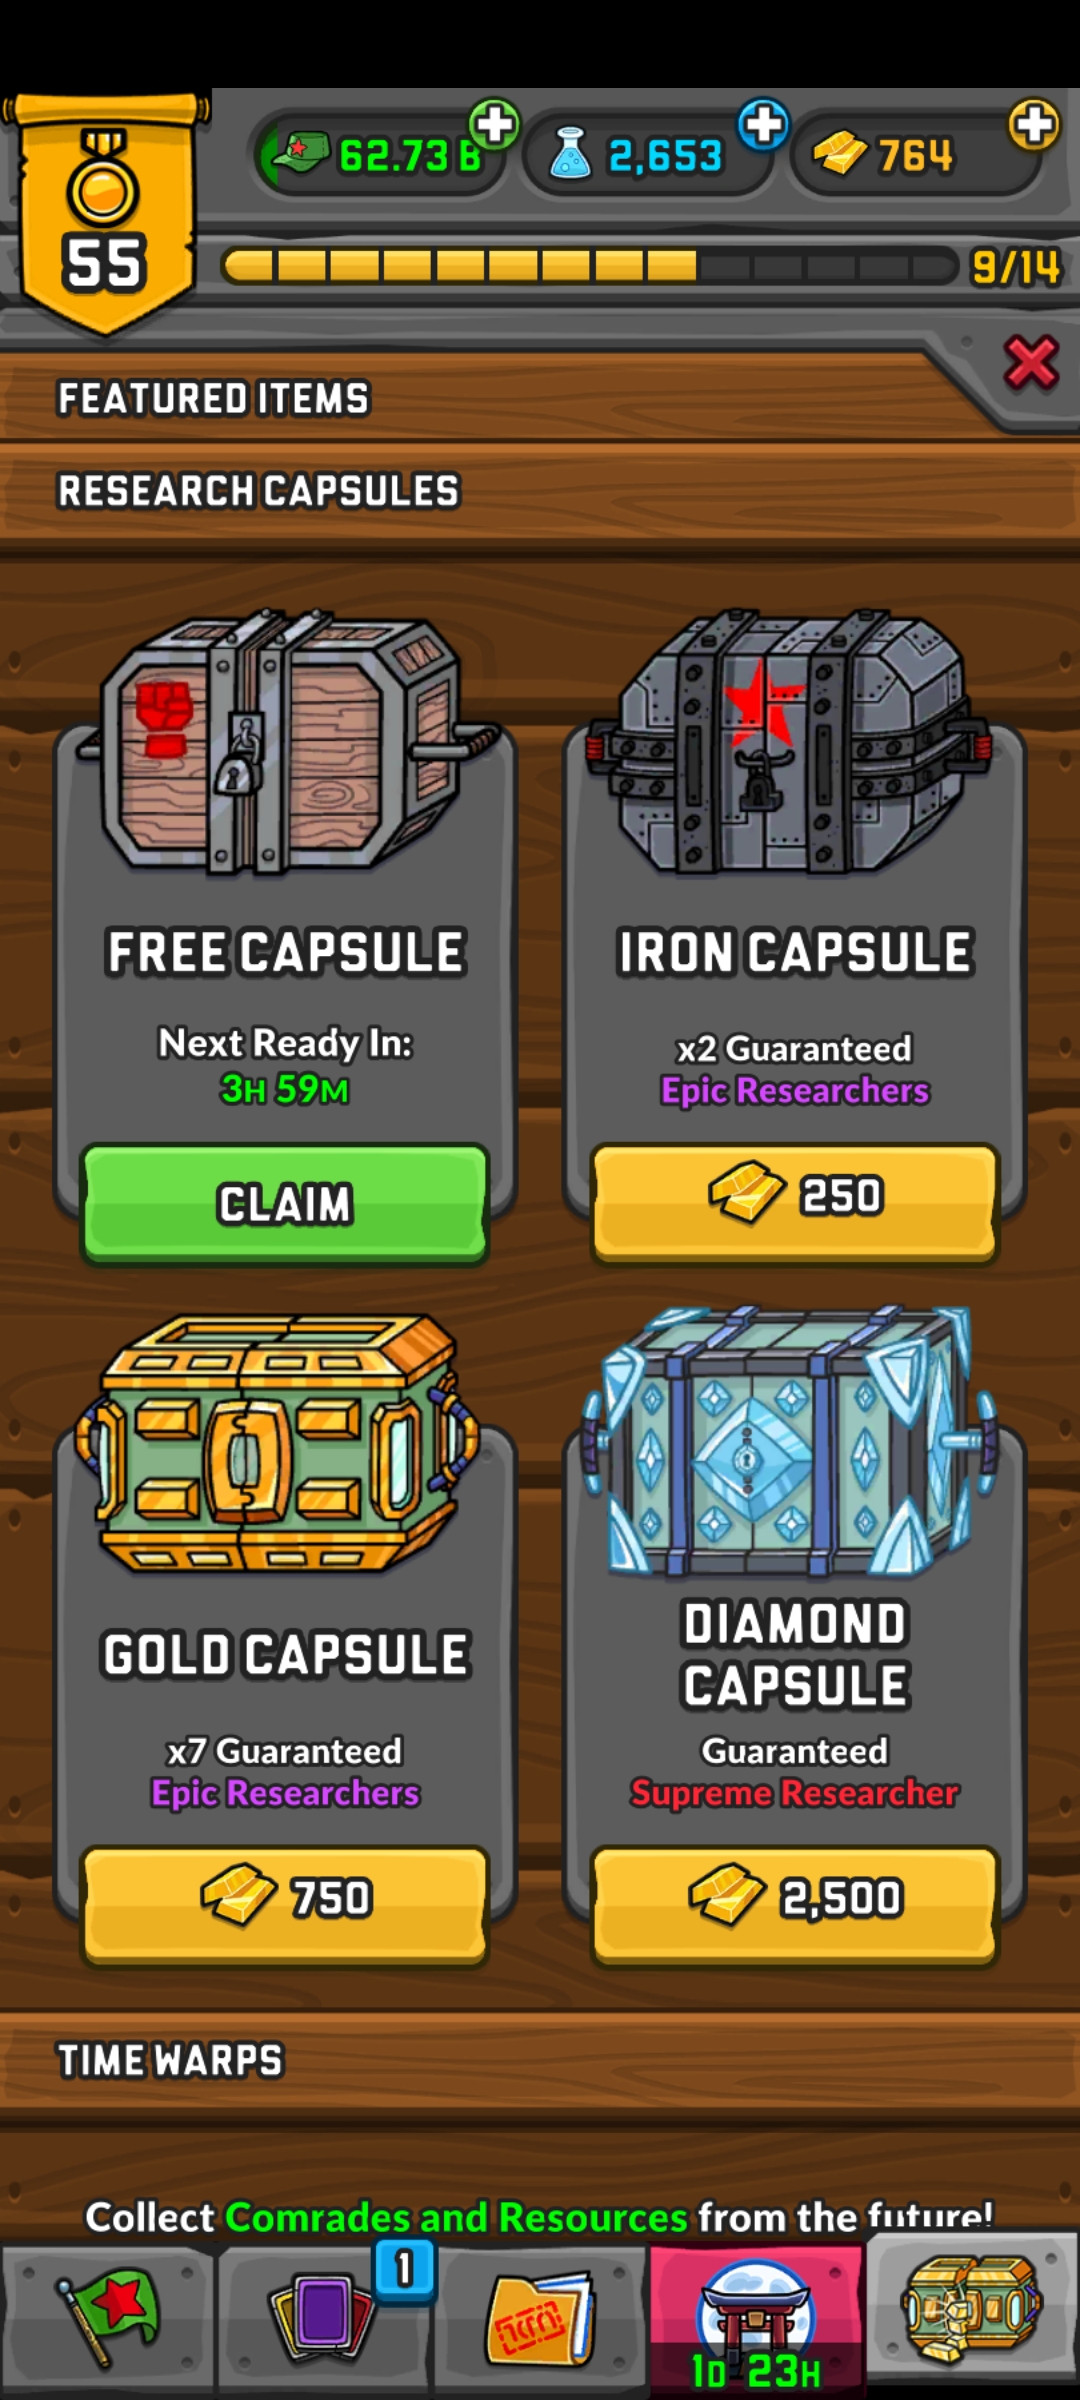 62.73 B
2,653
764
55
9/14
FEATURED ITEMS
RESEARCH CAPSULES
FREE CAPSULE
Next Ready In:
3H 59M
CLAIM
IRON CAPSULE
x2 Guaranteed
Epic Researchers
250
GOLD CAPSULE
x7 Guaranteed
Epic Researchers
750
DIAMOND
CAPSULE
Guaranteed
Supreme Researcher
2,500
TIME WARPS
Collect Comrades and Resources from the future!
1
1D 23H